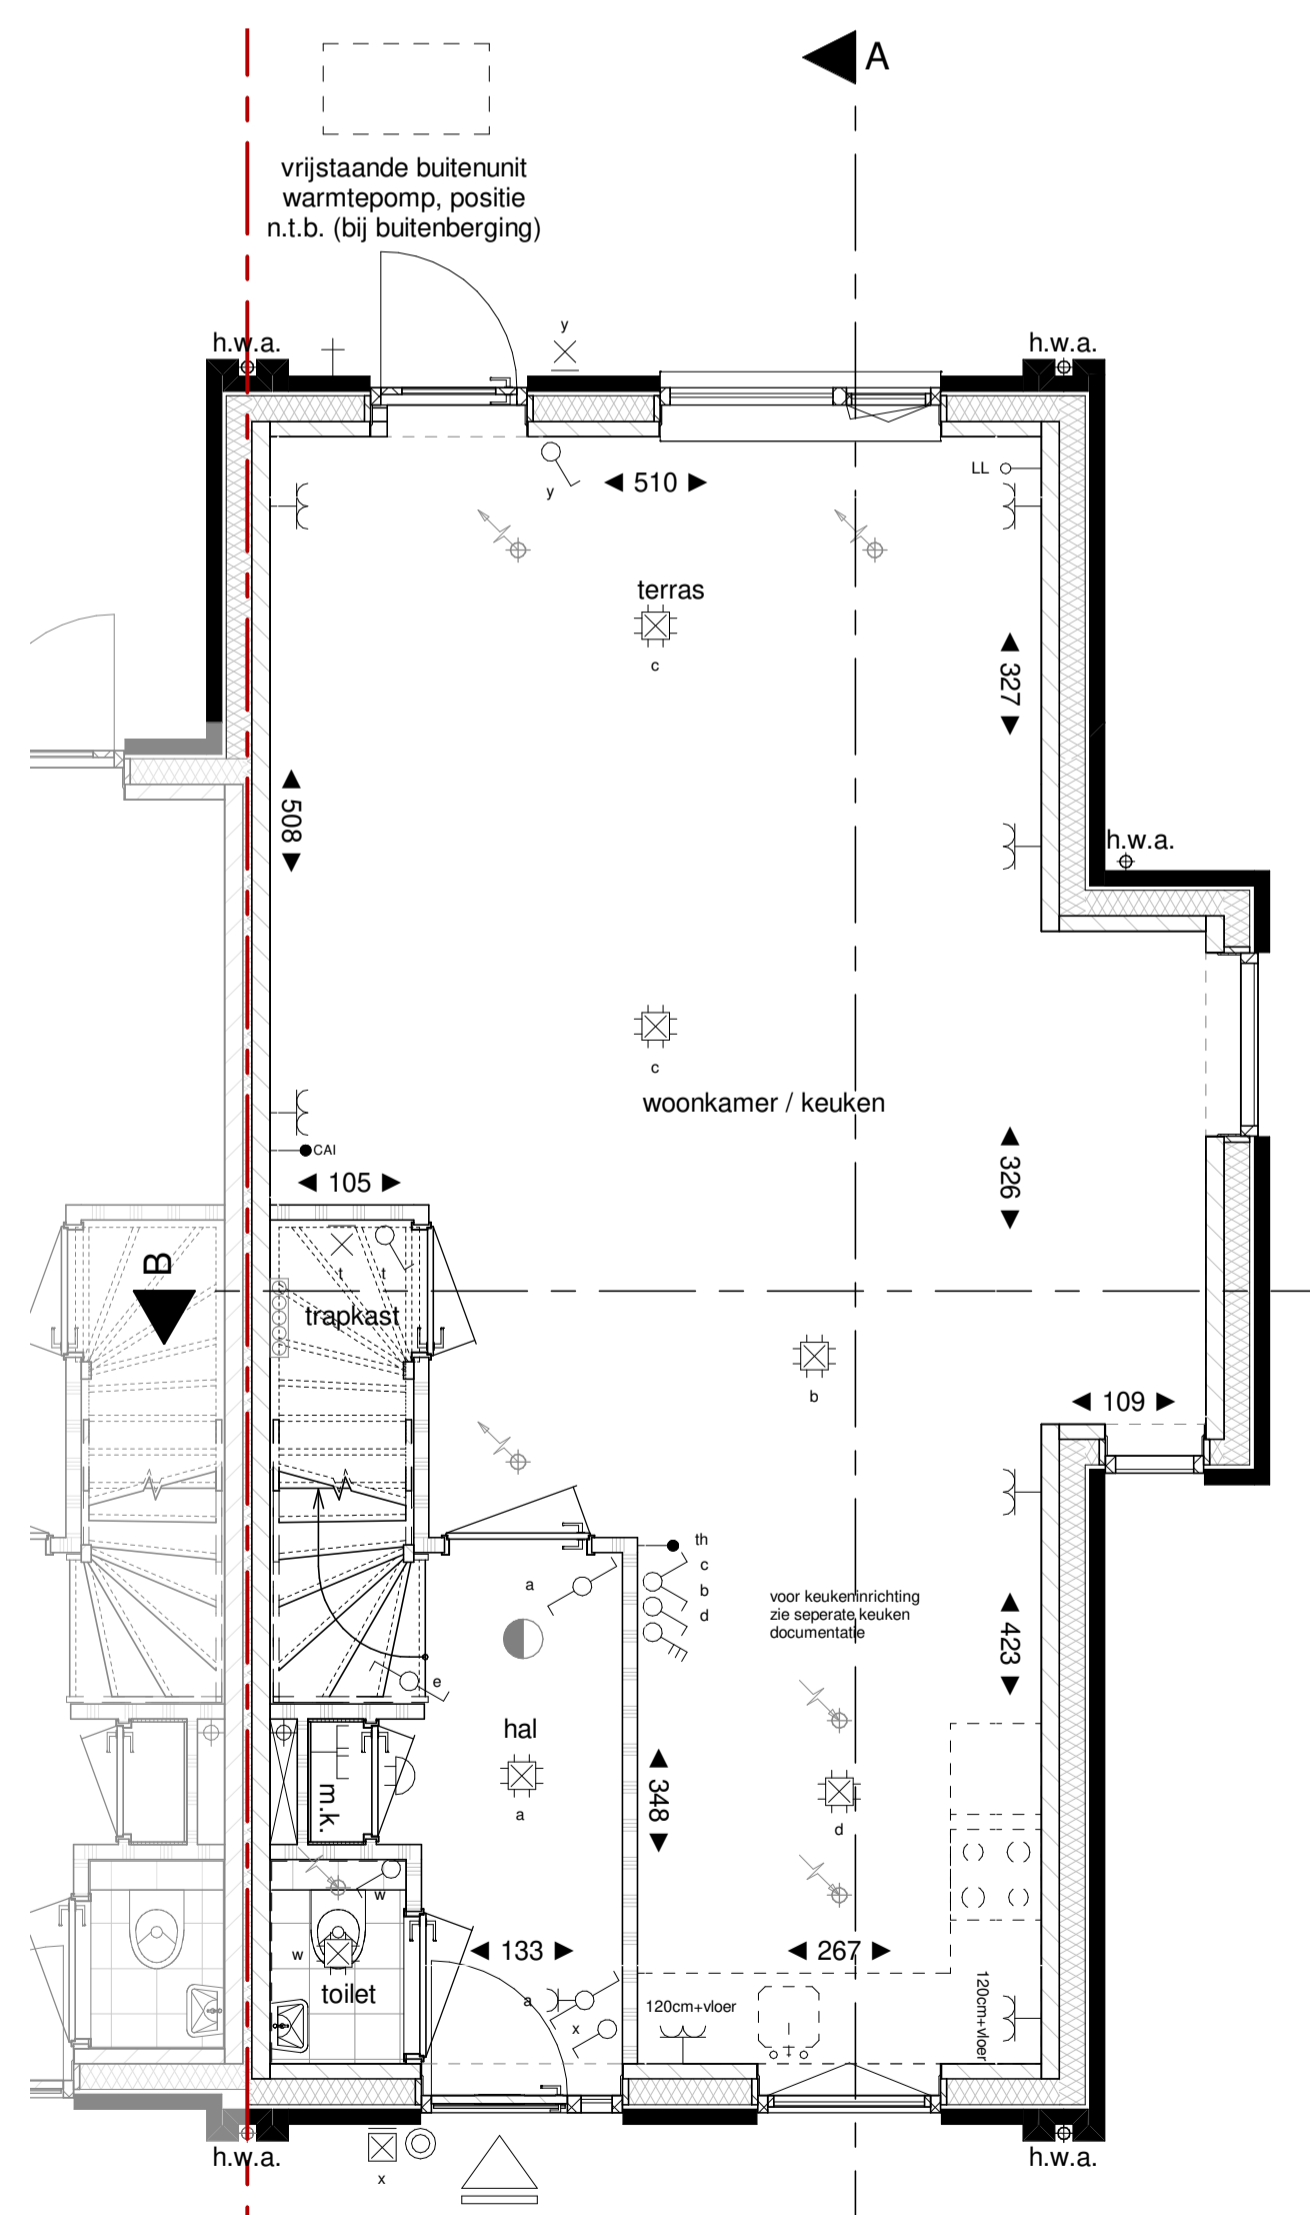 A
vrijstaande buitenunit
warmtepomp, positie
n.t.b. (bij buitenberging)
h.w.a.
y
h.w.a.
LL
y
510
terras
c
327
508
h.w.a.
c
woonkamer / keuken
CAI
105
326
B
t
t
trapkast
b
109
th
c
a
b
d
voor keukeninrichting
zie seperate keuken
documentatie
423
e
hal
m.k.
348
a
d
w
w
133
267
toilet
a
x
120cm+vloer
120cm+vloer
h.w.a.
x
h.w.a.